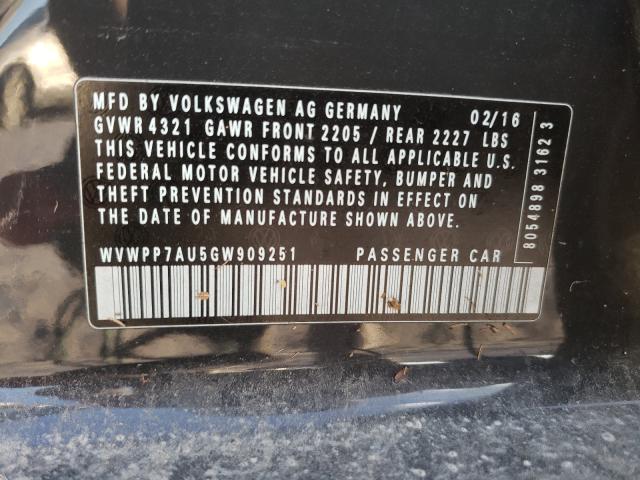 MFD BY VOLKSWAGEN AG GERMANY 02/16
GVWR 4321 GAWR FRONT 2205 / REAR 2227 LBS
THIS VEHICLE CONFORMS TO ALL APPLICABLE U.S.
FEDERAL MOTOR VEHICLE SAFETY, BUMPER AND
THEFT PREVENTION STANDARDS IN EFFECT ON
THE DATE OF MANUFACTURE SHOWN ABOVE.
WVWPP7AU5GW909251 PASSENGER CAR
8054898 3162 3